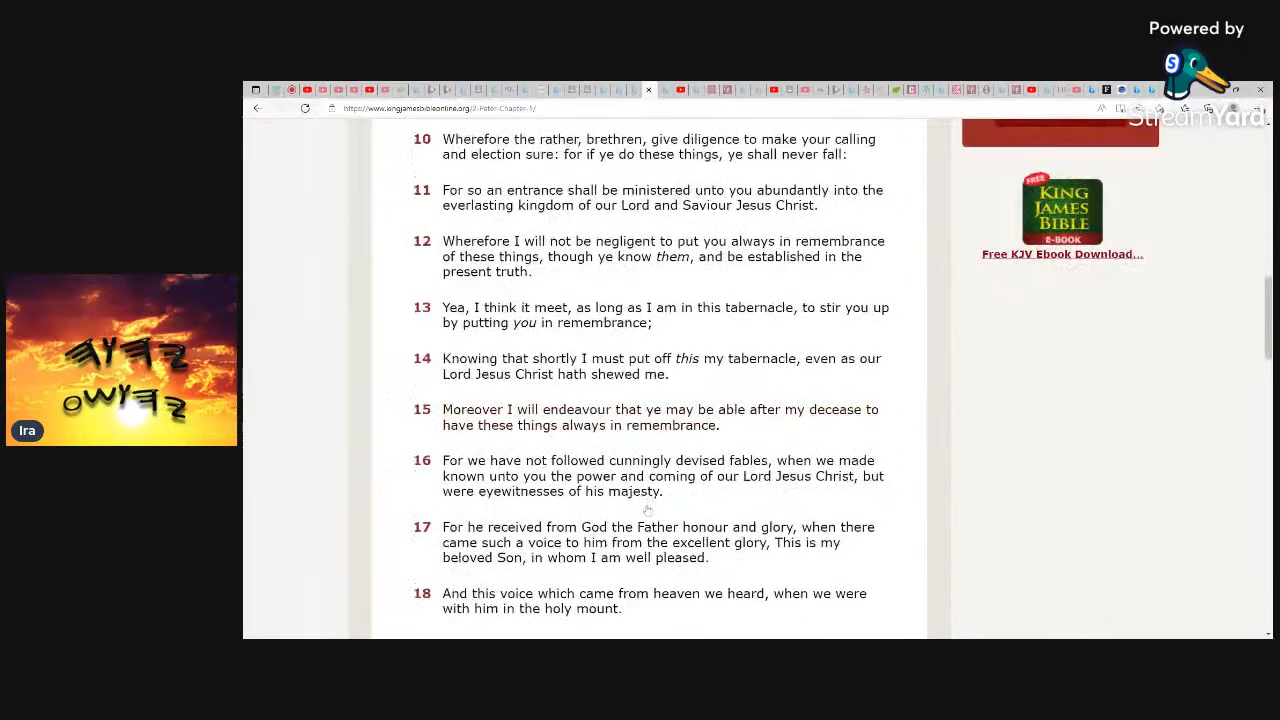 Powered by
S
StreamYard
https://www.kingjamesbibleonline.org/2-Peter-Chapter-1/
10 Wherefore the rather, brethren, give diligence to make your calling
and election sure: for if ye do these things, ye shall never fall:
11 For so an entrance shall be ministered unto you abundantly into the
everlasting kingdom of our Lord and Saviour Jesus Christ.
12 Wherefore I will not be negligent to put you always in remembrance
of these things, though ye know them, and be established in the
present truth.
13 Yea, I think it meet, as long as I am in this tabernacle, to stir you up
by putting you in remembrance;
14 Knowing that shortly I must put off this my tabernacle, even as our
Lord Jesus Christ hath shewed me.
15 Moreover I will endeavour that ye may be able after my decease to
have these things always in remembrance.
16 For we have not followed cunningly devised fables, when we made
known unto you the power and coming of our Lord Jesus Christ, but
were eyewitnesses of his majesty.
17 For he received from God the Father honour and glory, when there
came such a voice to him from the excellent glory, This is my
beloved Son, in whom I am well pleased.
18 And this voice which came from heaven we heard, when we were
with him in the holy mount.
FREE
KING
JAMES
BIBLE
E-BOOK
Free KJV Ebook Download...
𐤉𐤄𐤅𐤄
𐤉𐤄𐤅𐤔𐤏
Ira